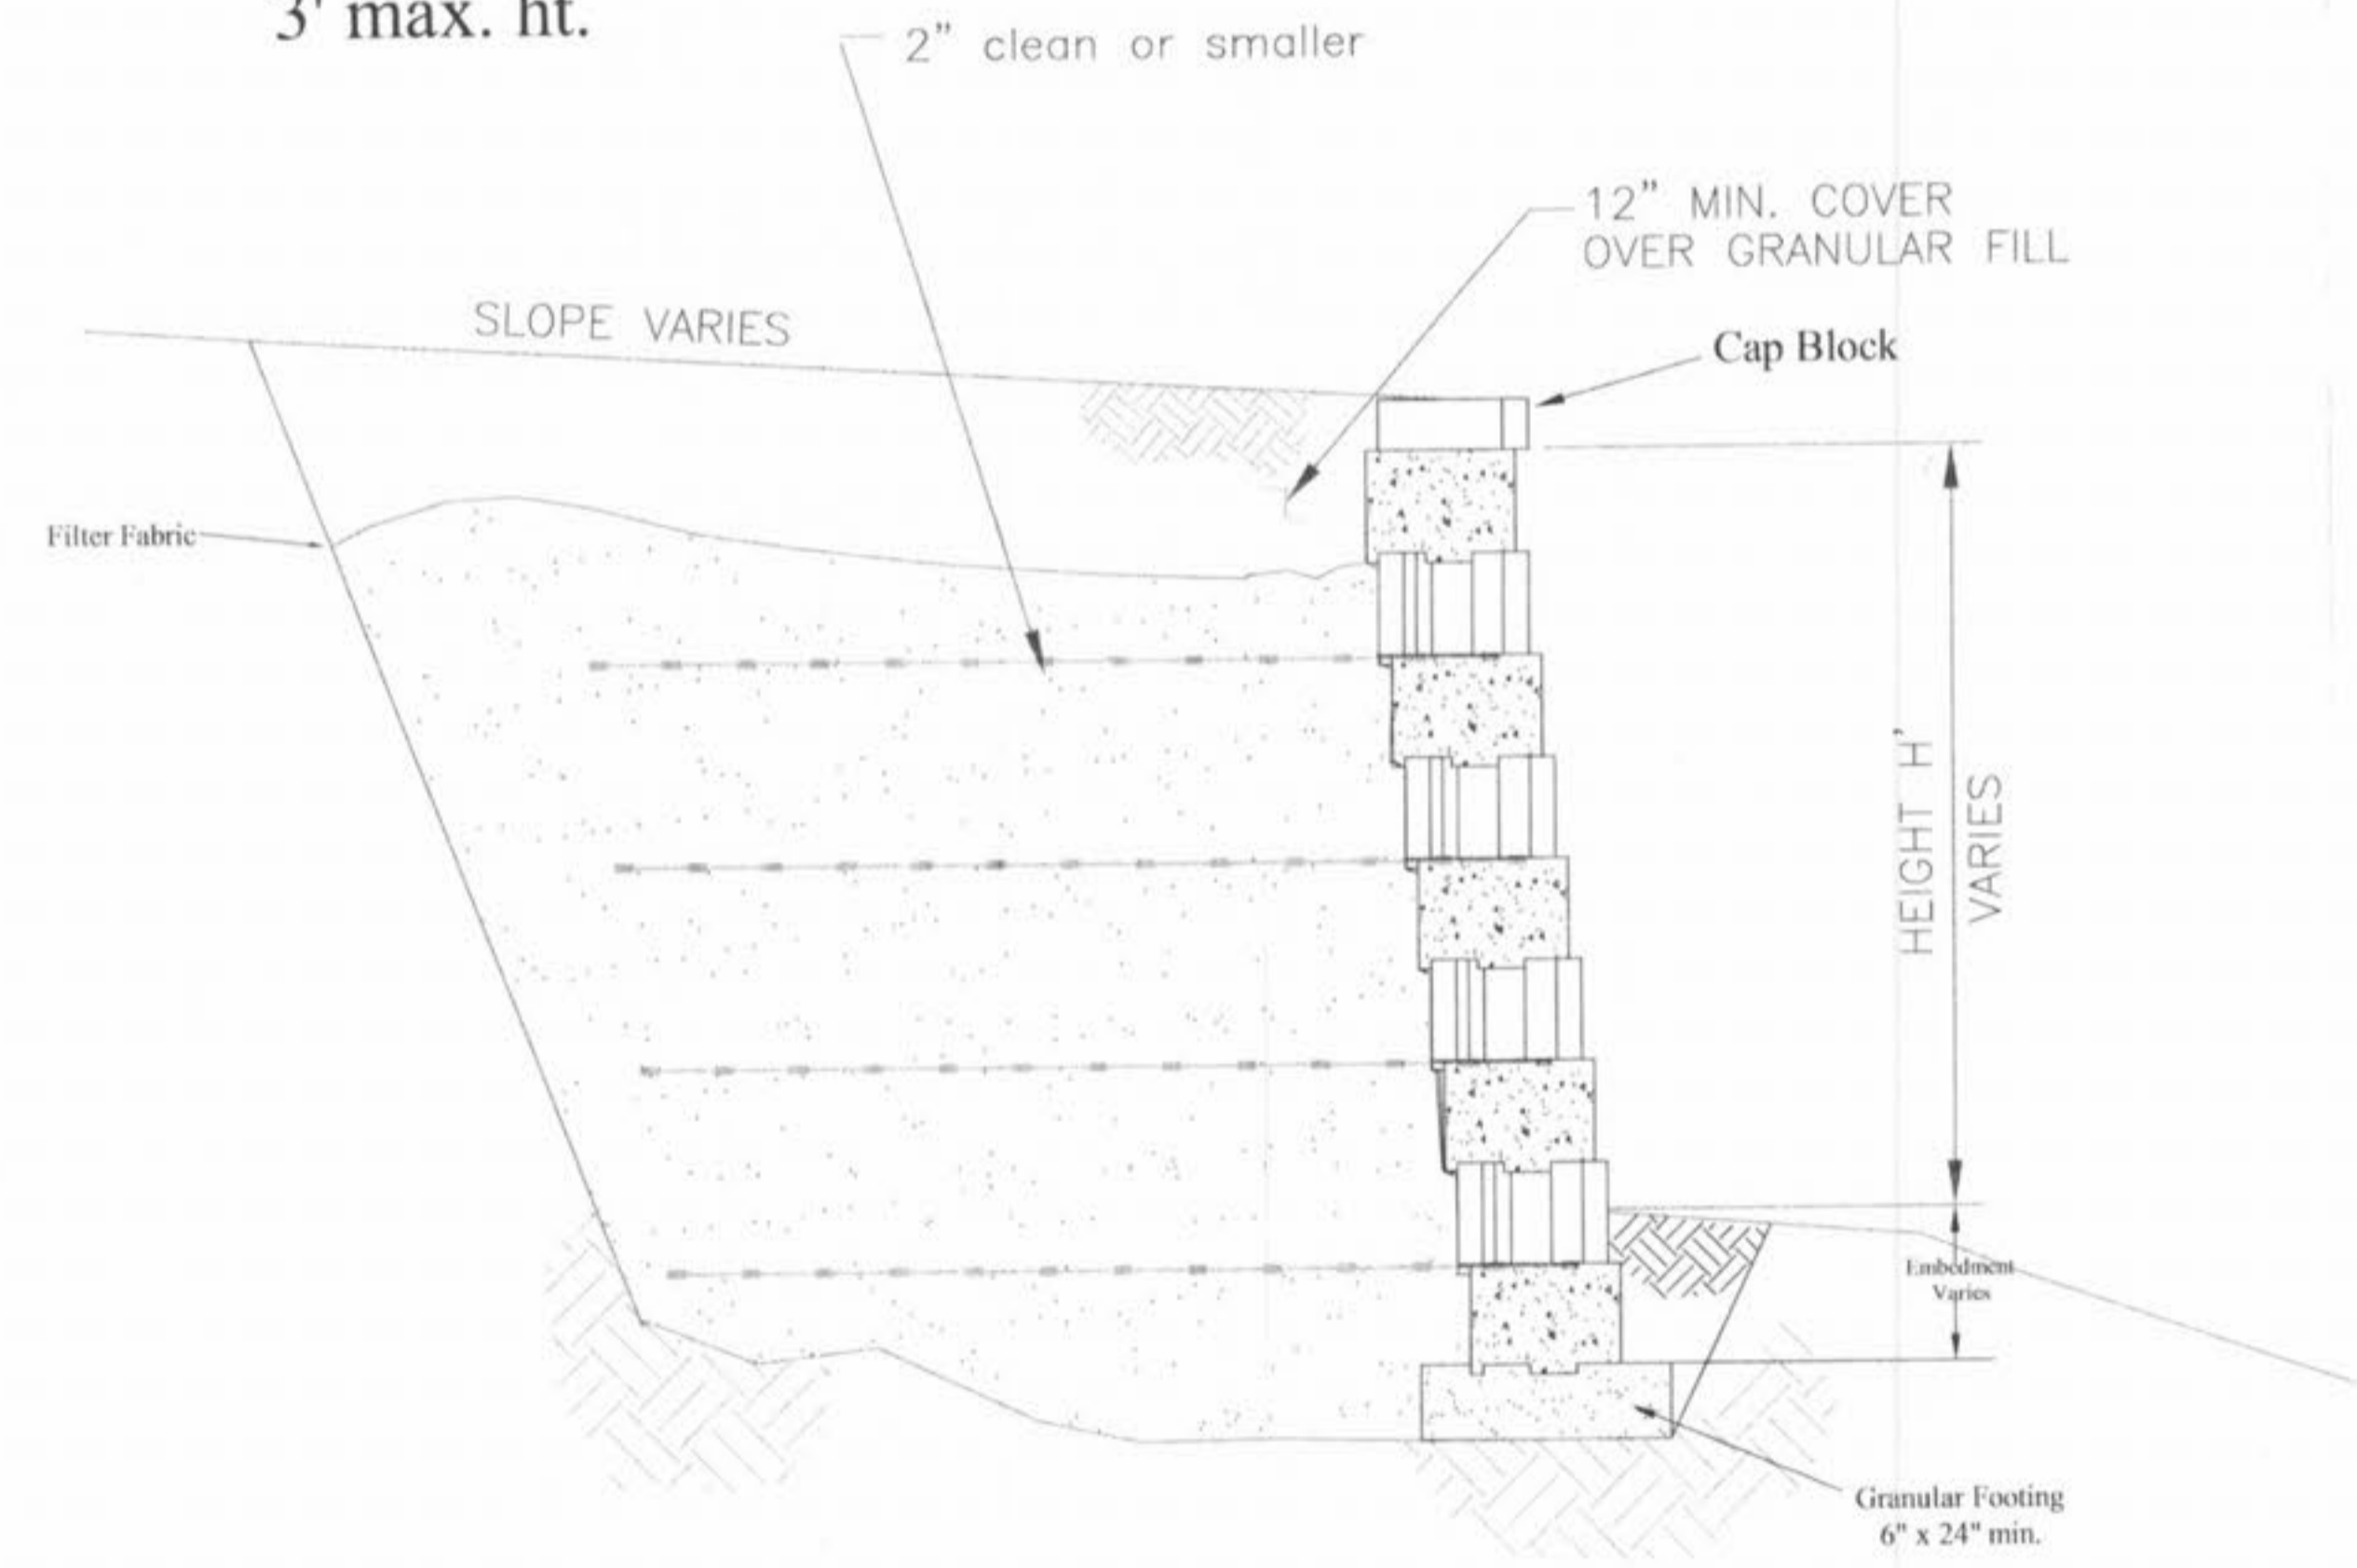 3' max. ht.
2" clean or smaller
12" MIN. COVER
OVER GRANULAR FILL
SLOPE VARIES
Cap Block
Filter Fabric
HEIGHT H'
VARIES
Embedment
Varies
Granular Footing
6" x 24" min.